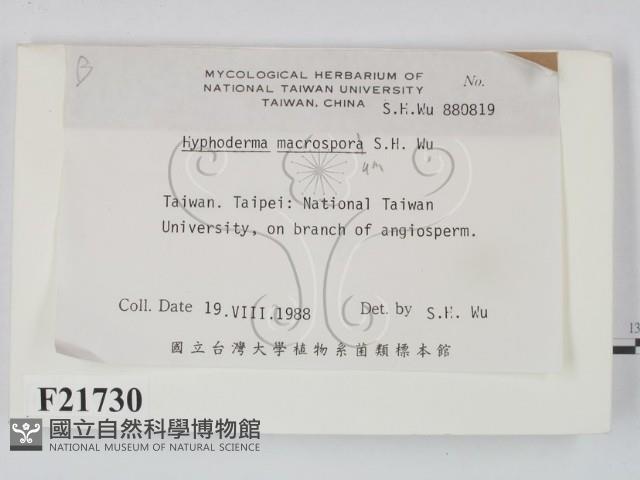 B
MYCOLOGICAL HERBARIUM OF
NATIONAL TAIWAN UNIVERSITY
TAIWAN. CHINA
No.
S.H.Wu 880819
Hyphoderma macrospora S.H. Wu
um
Taiwan. Taipei: National Taiwan
University, on branch of angiosperm.
Coll. Date 19.VIII.1988 Det. by S.H. Wu
國立台灣大學植物系菌類標本館
F21730
國立自然科學博物館
NATIONAL MUSEUM OF NATURAL SCIENCE
13